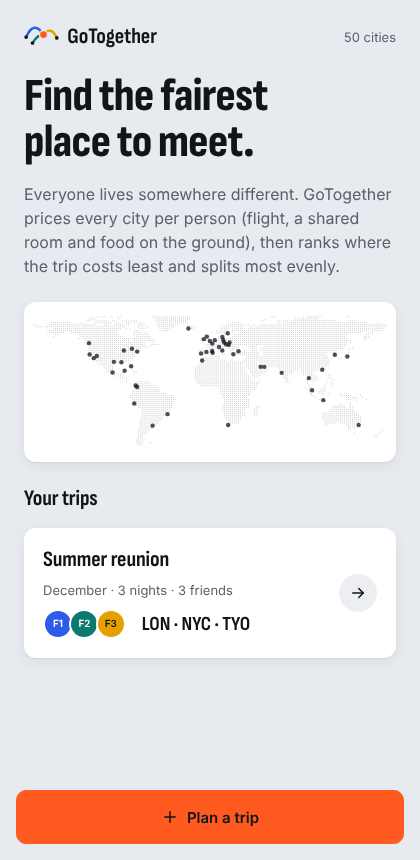 GoTogether
50 cities
Find the fairest
place to meet.
Everyone lives somewhere different. GoTogether
prices every city per person (flight, a shared
room and food on the ground), then ranks where
the trip costs least and splits most evenly.
Your trips
Summer reunion
December · 3 nights · 3 friends
F1 F2 F3 LON · NYC · TYO
Plan a trip